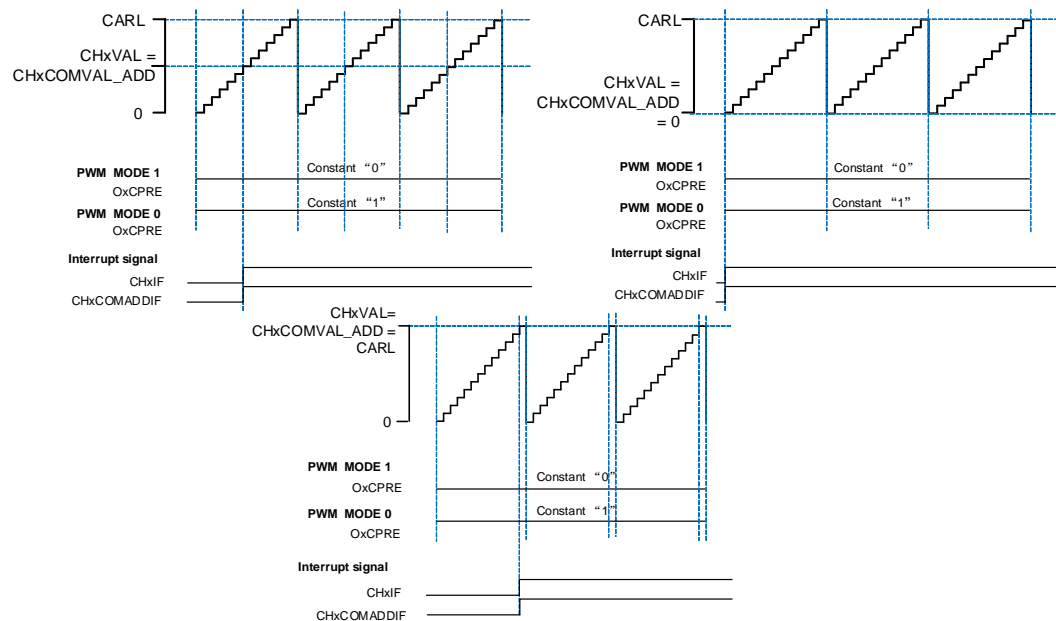 CARL
CHxVAL =
CHxCOMVAL_ADD
0
PWM MODE 1
OxCPRE
Constant “0”
PWM MODE 0
OxCPRE
Constant “1”
Interrupt signal
CHxIF
CHxCOMADDIF
CARL
CHxVAL =
CHxCOMVAL_ADD
= 0
PWM MODE 1
OxCPRE
Constant “0”
PWM MODE 0
OxCPRE
Constant “1”
Interrupt signal
CHxIF
CHxCOMADDIF
CHxVAL=
CHxCOMVAL_ADD =
CARL
0
PWM MODE 1
OxCPRE
Constant “0”
PWM MODE 0
OxCPRE
Constant “1”
Interrupt signal
CHxIF
CHxCOMADDIF